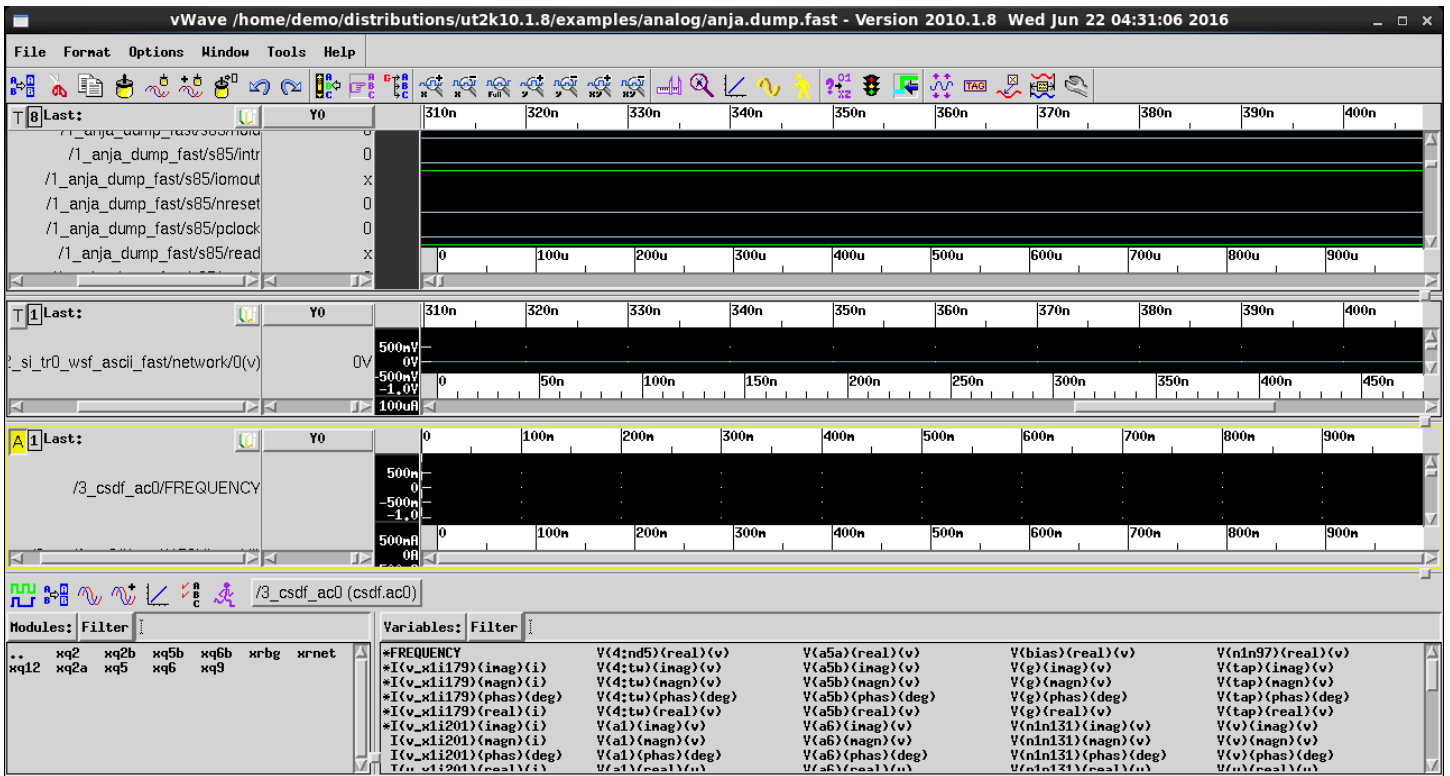 vWave /home/demo/distributions/ut2k10.1.8/examples/analog/anja.dump.fast - Version 2010.1.8 Wed Jun 22 04:31:06 2016
File Format Options Window Tools Help
T 8 Last: Y0 310n 320n 330n 340n 350n 360n 370n 380n 390n 400n
/1_anja_dump_fast/s85/intr 0
/1_anja_dump_fast/s85/iomout x
/1_anja_dump_fast/s85/nreset 0
/1_anja_dump_fast/s85/pclock 0
/1_anja_dump_fast/s85/read x 0 100u 200u 300u 400u 500u 600u 700u 800u 900u
T 1 Last: Y0 310n 320n 330n 340n 350n 360n 370n 380n 390n 400n
500mV
_si_tr0_wsf_ascii_fast/network/0(v) 0V 0V
-500mV 0 50n 100n 150n 200n 250n 300n 350n 400n 450n
-1.0V
100uA
A 1 Last: Y0 0 100m 200m 300m 400m 500m 600m 700m 800m 900m
500m
/3_csdf_ac0/FREQUENCY 0
-500m
-1.0
500mA 0 100m 200m 300m 400m 500m 600m 700m 800m 900m
0A
/3_csdf_ac0 (csdf.ac0)
Modules: Filter Variables: Filter
.. xq2 xq2b xq5b xq6b xrbg xrnet *FREQUENCY V(4:nd5)(real)(v) V(a5a)(real)(v) V(bias)(real)(v) V(n1n97)(real)(v)
xq12 xq2a xq5 xq6 xq9 *I(v_x1i179)(imag)(i) V(4:tw)(imag)(v) V(a5b)(imag)(v) V(g)(imag)(v) V(tap)(imag)(v)
*I(v_x1i179)(magn)(i) V(4:tw)(magn)(v) V(a5b)(magn)(v) V(g)(magn)(v) V(tap)(magn)(v)
*I(v_x1i179)(phas)(deg) V(4:tw)(phas)(deg) V(a5b)(phas)(deg) V(g)(phas)(deg) V(tap)(phas)(deg)
*I(v_x1i179)(real)(i) V(4:tw)(real)(v) V(a5b)(real)(v) V(g)(real)(v) V(tap)(real)(v)
*I(v_x1i201)(imag)(i) V(a1)(imag)(v) V(a6)(imag)(v) V(n1n131)(imag)(v) V(v)(imag)(v)
I(v_x1i201)(magn)(i) V(a1)(magn)(v) V(a6)(magn)(v) V(n1n131)(magn)(v) V(v)(magn)(v)
I(v_x1i201)(phas)(deg) V(a1)(phas)(deg) V(a6)(phas)(deg) V(n1n131)(phas)(deg) V(v)(phas)(deg)